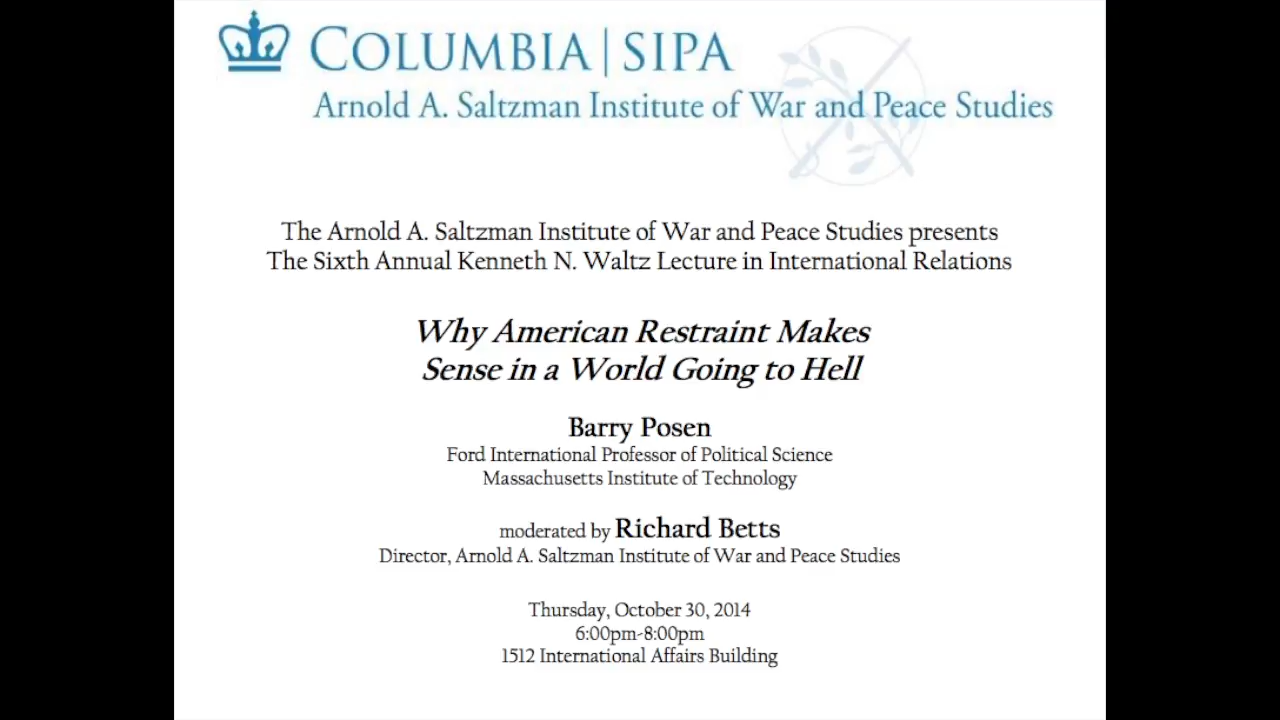 COLUMBIA | SIPA
Arnold A. Saltzman Institute of War and Peace Studies
The Arnold A. Saltzman Institute of War and Peace Studies presents
The Sixth Annual Kenneth N. Waltz Lecture in International Relations
Why American Restraint Makes
Sense in a World Going to Hell
Barry Posen
Ford International Professor of Political Science
Massachusetts Institute of Technology
moderated by Richard Betts
Director, Arnold A. Saltzman Institute of War and Peace Studies
Thursday, October 30, 2014
6:00pm-8:00pm
1512 International Affairs Building